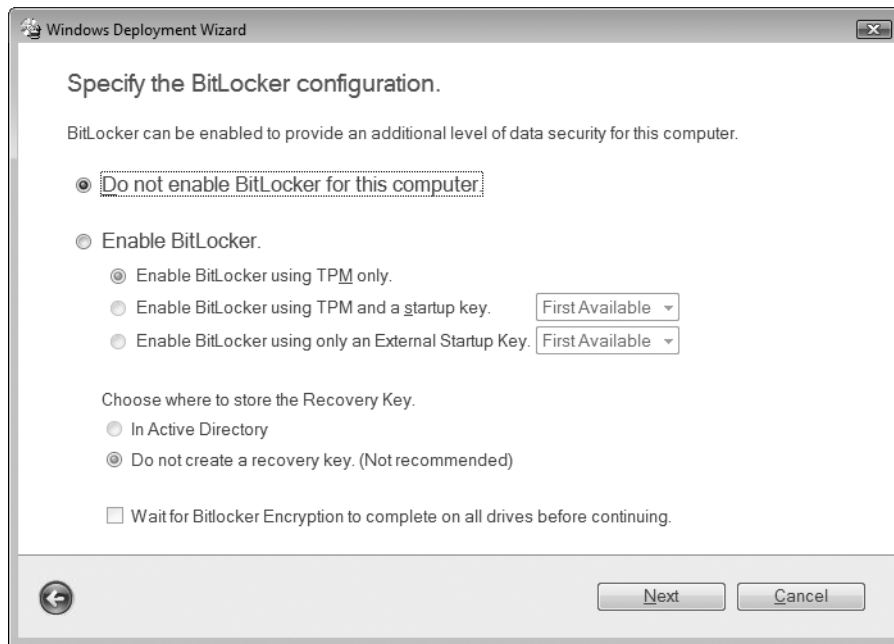 Windows Deployment Wizard
Specify the BitLocker configuration.
BitLocker can be enabled to provide an additional level of data security for this computer.
Do not enable BitLocker for this computer.
Enable BitLocker.
Enable BitLocker using TPM only.
Enable BitLocker using TPM and a startup key. First Available
Enable BitLocker using only an External Startup Key. First Available
Choose where to store the Recovery Key.
In Active Directory
Do not create a recovery key. (Not recommended)
Wait for Bitlocker Encryption to complete on all drives before continuing.
Next Cancel